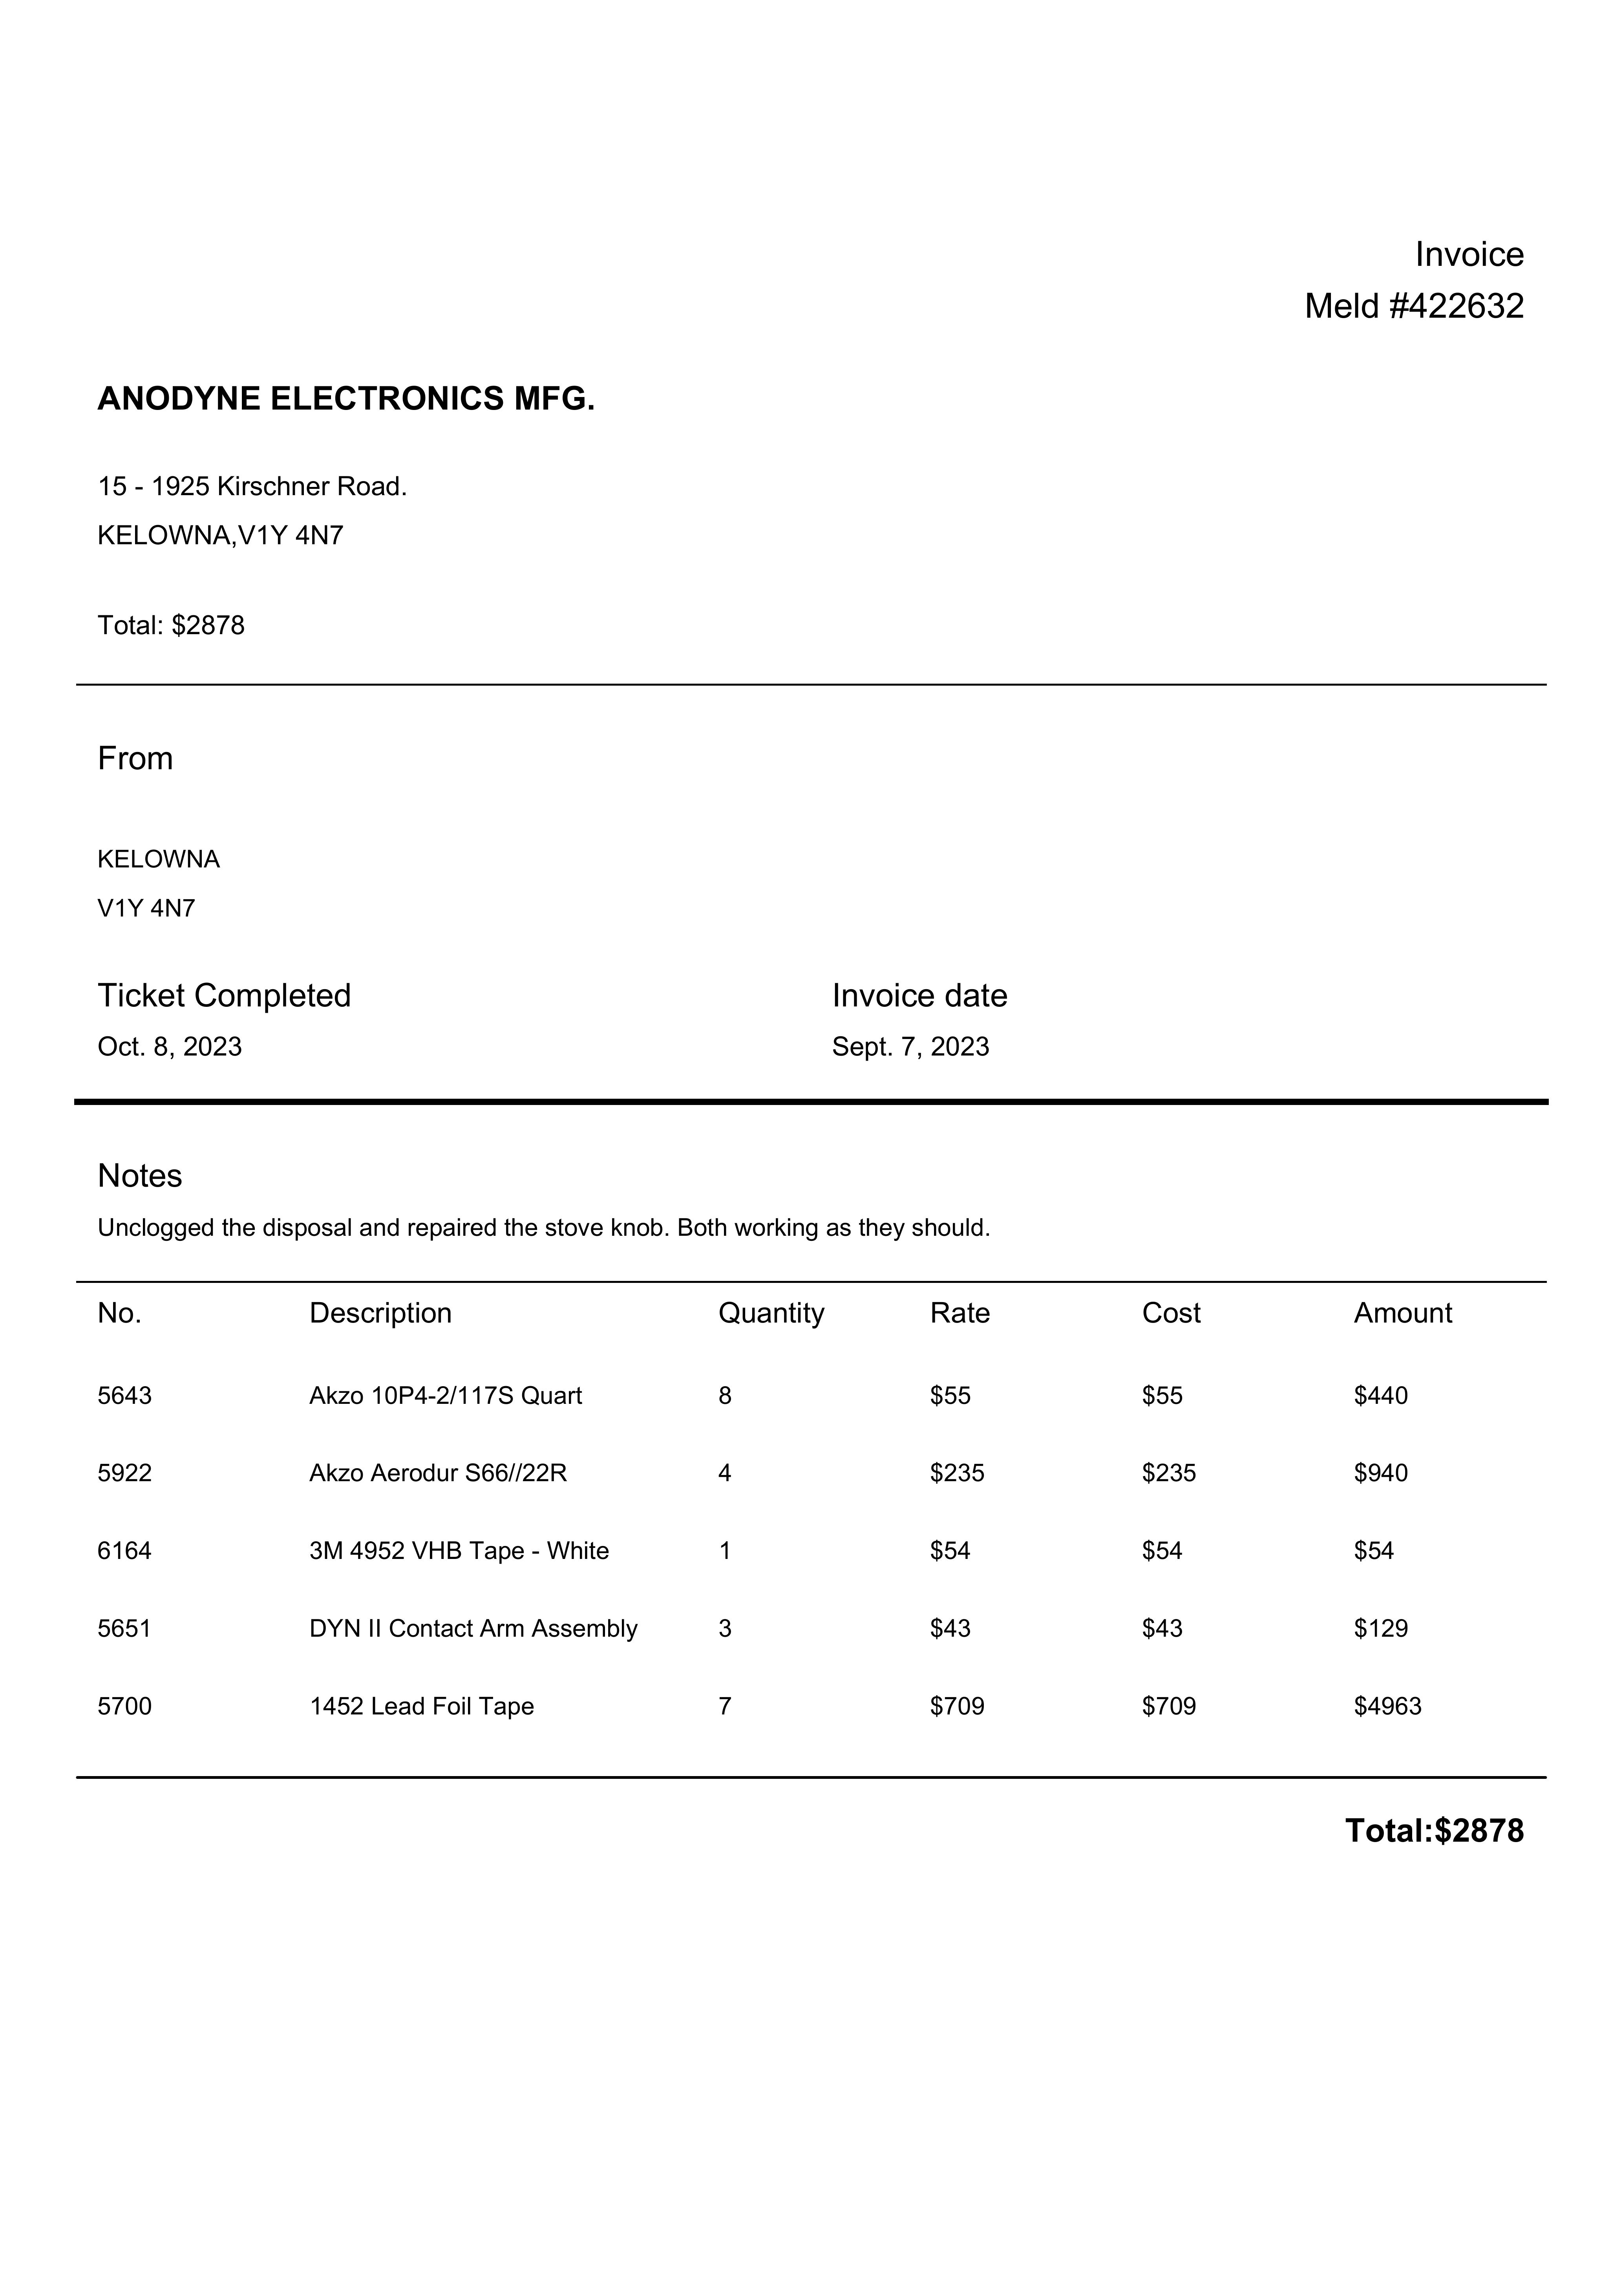 Invoice
Meld #422632
ANODYNE ELECTRONICS MFG.
15 - 1925 Kirschner Road.
KELOWNA,V1Y 4N7
Total: $2878
From
KELOWNA
V1Y 4N7
Ticket Completed Invoice date
Oct. 8, 2023 Sept. 7, 2023
Notes
Unclogged the disposal and repaired the stove knob. Both working as they should.
No. Description Quantity Rate Cost Amount
5643 Akzo 10P4-2/117S Quart 8 $55 $55 $440
5922 Akzo Aerodur S66//22R 4 $235 $235 $940
6164 3M 4952 VHB Tape - White 1 $54 $54 $54
5651 DYN II Contact Arm Assembly 3 $43 $43 $129
5700 1452 Lead Foil Tape 7 $709 $709 $4963
Total:$2878